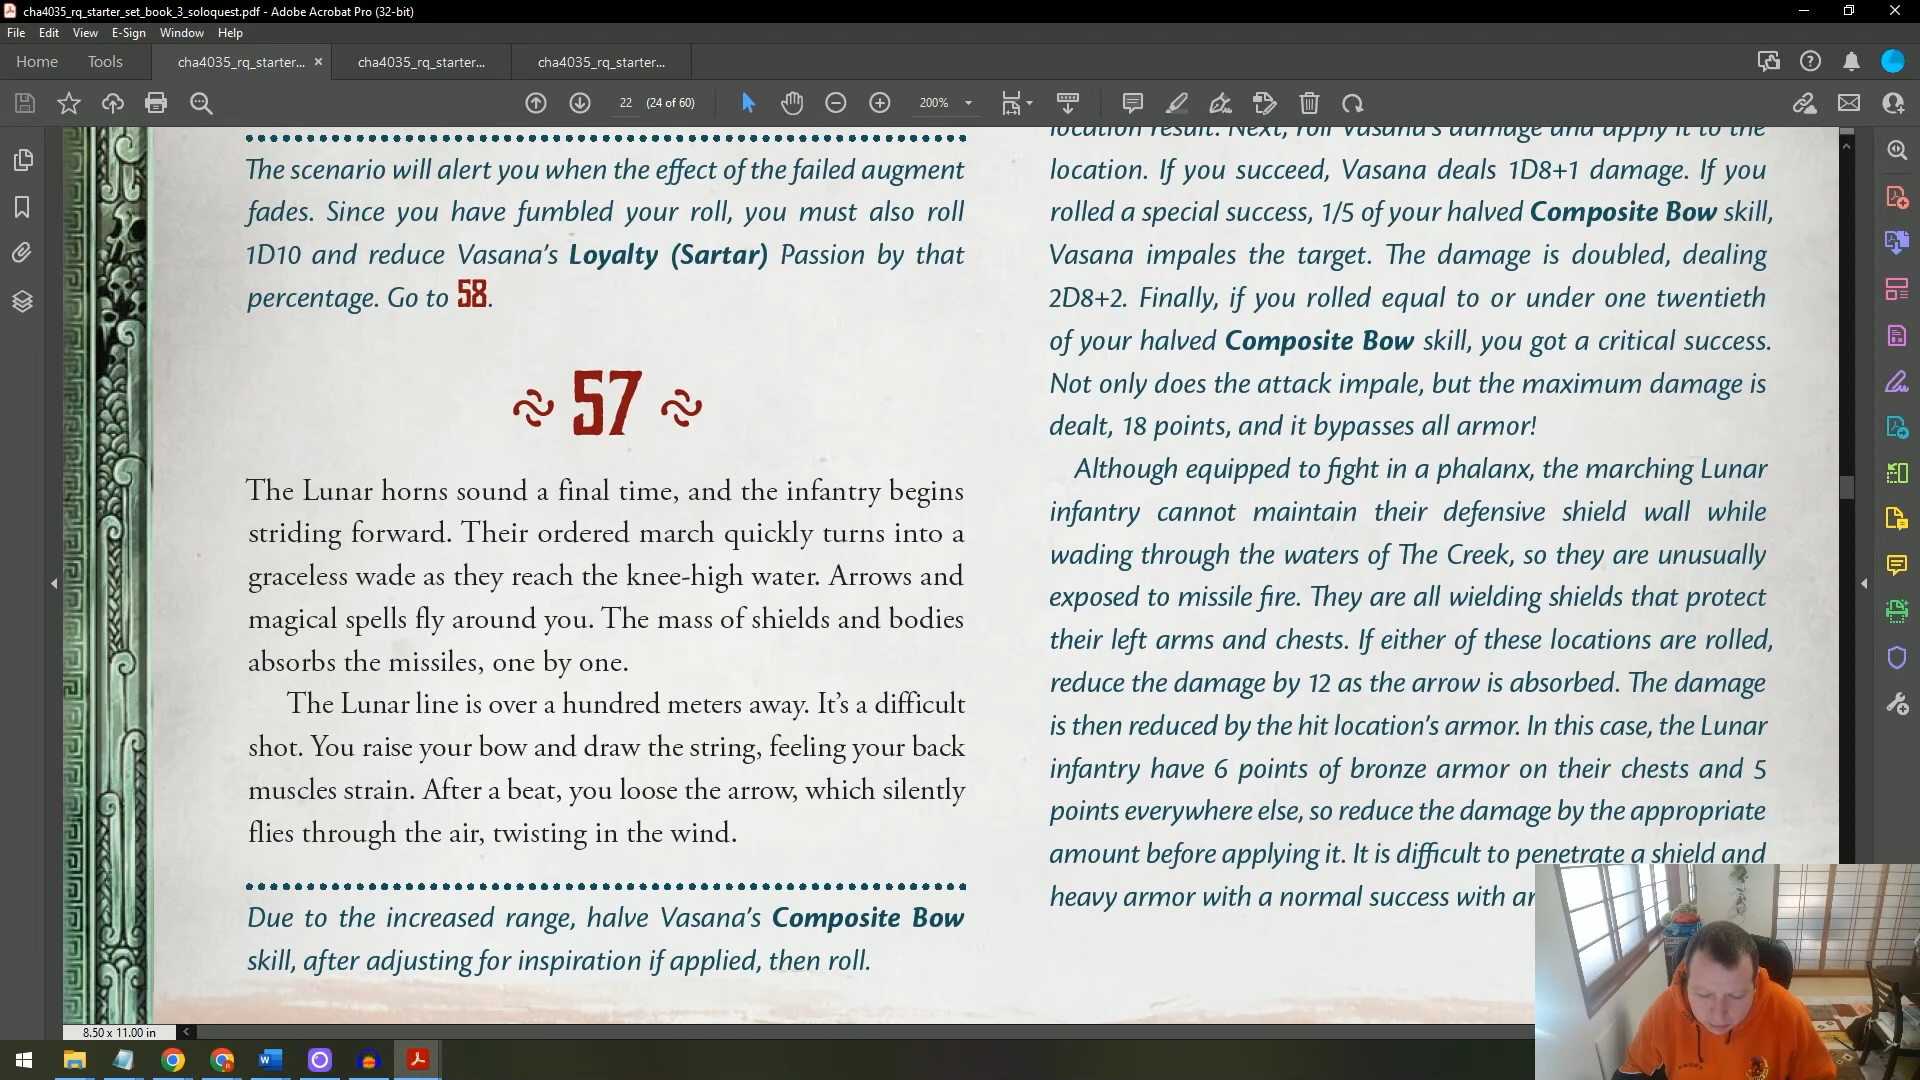 cha4035_rq_starter_set_book_3_soloquest.pdf - Adobe Acrobat Pro (32-bit)
File Edit View E-Sign Window Help
Home Tools cha4035_rq_starter... × cha4035_rq_starter... cha4035_rq_starter...
22 (24 of 60) 200%
The scenario will alert you when the effect of the failed augment
fades. Since you have fumbled your roll, you must also roll
1D10 and reduce Vasana's Loyalty (Sartar) Passion by that
percentage. Go to 58.
57
The Lunar horns sound a final time, and the infantry begins
striding forward. Their ordered march quickly turns into a
graceless wade as they reach the knee-high water. Arrows and
magical spells fly around you. The mass of shields and bodies
absorbs the missiles, one by one.
The Lunar line is over a hundred meters away. It's a difficult
shot. You raise your bow and draw the string, feeling your back
muscles strain. After a beat, you loose the arrow, which silently
flies through the air, twisting in the wind.
Due to the increased range, halve Vasana's Composite Bow
skill, after adjusting for inspiration if applied, then roll.
location result. Next, roll Vasana's damage and apply it to the
location. If you succeed, Vasana deals 1D8+1 damage. If you
rolled a special success, 1/5 of your halved Composite Bow skill,
Vasana impales the target. The damage is doubled, dealing
2D8+2. Finally, if you rolled equal to or under one twentieth
of your halved Composite Bow skill, you got a critical success.
Not only does the attack impale, but the maximum damage is
dealt, 18 points, and it bypasses all armor!
Although equipped to fight in a phalanx, the marching Lunar
infantry cannot maintain their defensive shield wall while
wading through the waters of The Creek, so they are unusually
exposed to missile fire. They are all wielding shields that protect
their left arms and chests. If either of these locations are rolled,
reduce the damage by 12 as the arrow is absorbed. The damage
is then reduced by the hit location's armor. In this case, the Lunar
infantry have 6 points of bronze armor on their chests and 5
points everywhere else, so reduce the damage by the appropriate
amount before applying it. It is difficult to penetrate a shield and
heavy armor with a normal success with
8.50 x 11.00 in